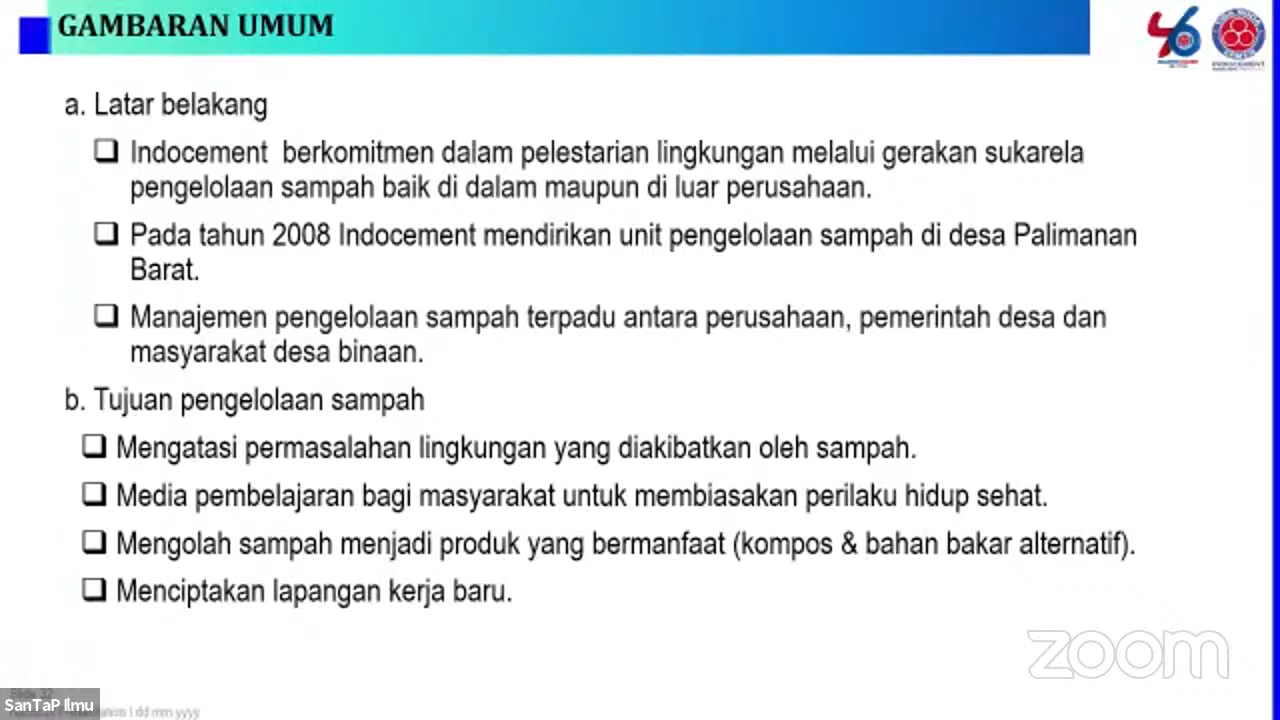 GAMBARAN UMUM
a. Latar belakang
Indocement berkomitmen dalam pelestarian lingkungan melalui gerakan sukarela
pengelolaan sampah baik di dalam maupun di luar perusahaan.
Pada tahun 2008 Indocement mendirikan unit pengelolaan sampah di desa Palimanan
Barat.
Manajemen pengelolaan sampah terpadu antara perusahaan, pemerintah desa dan
masyarakat desa binaan.
b. Tujuan pengelolaan sampah
Mengatasi permasalahan lingkungan yang diakibatkan oleh sampah.
Media pembelajaran bagi masyarakat untuk membiasakan perilaku hidup sehat.
Mengolah sampah menjadi produk yang bermanfaat (kompos & bahan bakar alternatif).
Menciptakan lapangan kerja baru.
zoom
SanTaP Ilmu
dd mm yyyy